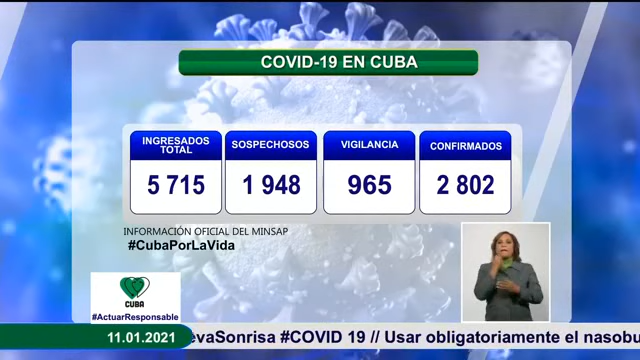 COVID-19 EN CUBA
INGRESADOS
TOTAL
5 715
SOSPECHOSOS
1 948
VIGILANCIA
965
CONFIRMADOS
2 802
INFORMACIÓN OFICIAL DEL MINSAP
#CubaPorLaVida
CUBA
#ActuarResponsable
11.01.2021
evaSonrisa #COVID 19 // Usar obligatoriamente el nasobu